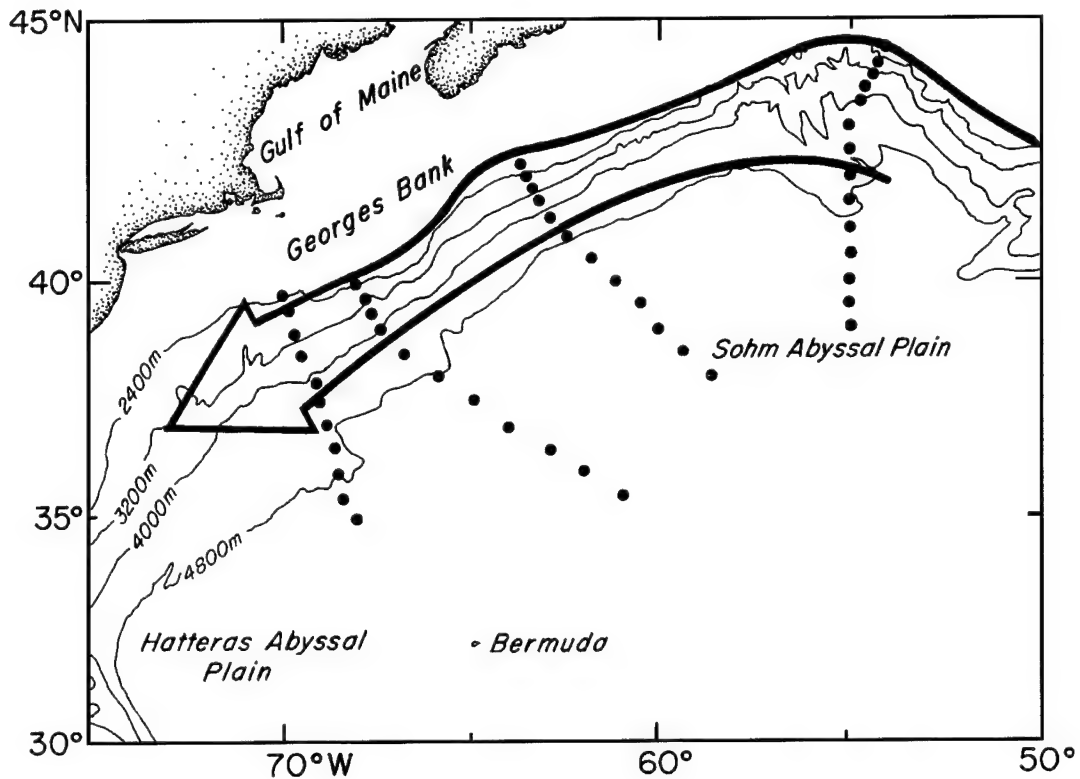 45°N
Gulf of Maine
Georges Bank
40°
Sohm Abyssal Plain
2400m
3200m
4000m
35°
4800m
Hatteras Abyssal
Plain
Bermuda
30°
70°W
60°
50°